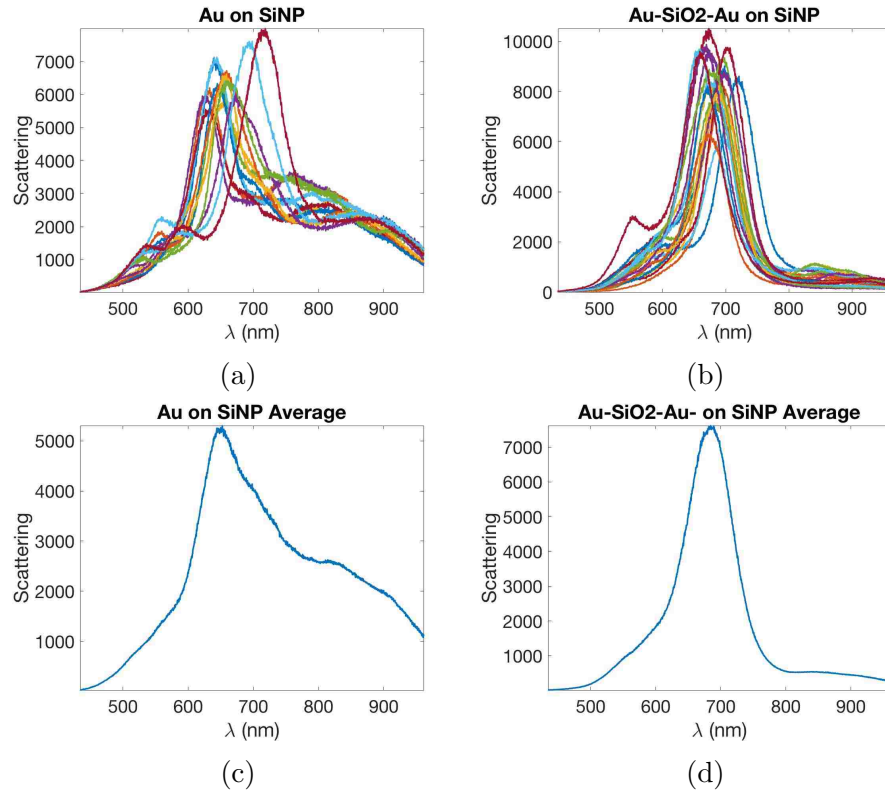 Au on SiNP
Scattering
7000
6000
5000
4000
3000
2000
1000
500 600 700 800 900
λ (nm)
(a)
Au-SiO2-Au on SiNP
Scattering
10000
8000
6000
4000
2000
0
500 600 700 800 900
λ (nm)
(b)
Au on SiNP Average
Scattering
5000
4000
3000
2000
1000
500 600 700 800 900
λ (nm)
(c)
Au-SiO2-Au- on SiNP Average
Scattering
7000
6000
5000
4000
3000
2000
1000
500 600 700 800 900
λ (nm)
(d)